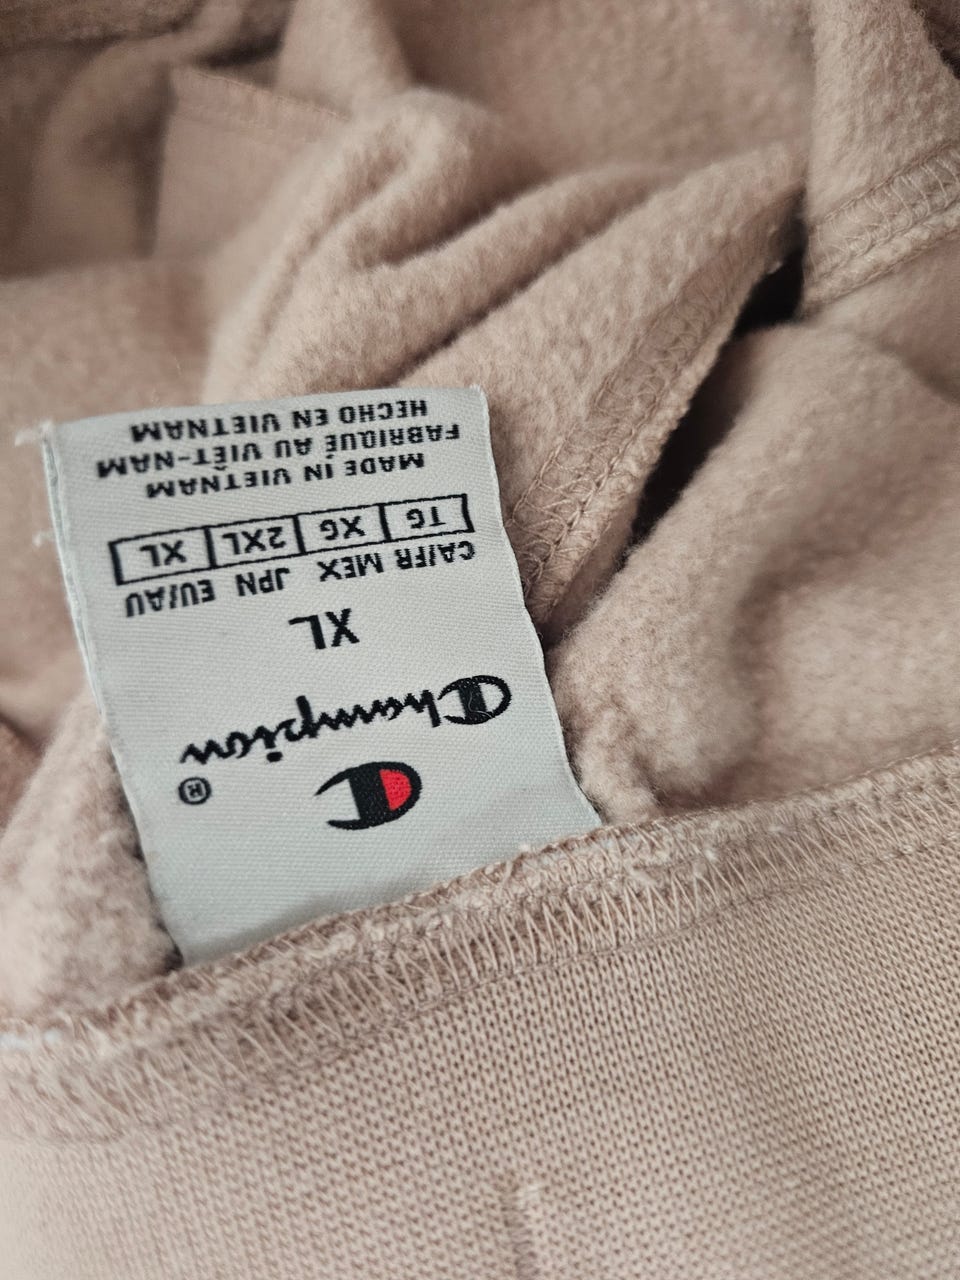 Champion®
XL
CA/FR MEX JPN EU/AU
TG XG 2XL XL
MADE IN VIETNAM
FABRIQUÉ AU VIÊT-NAM
HECHO EN VIETNAM